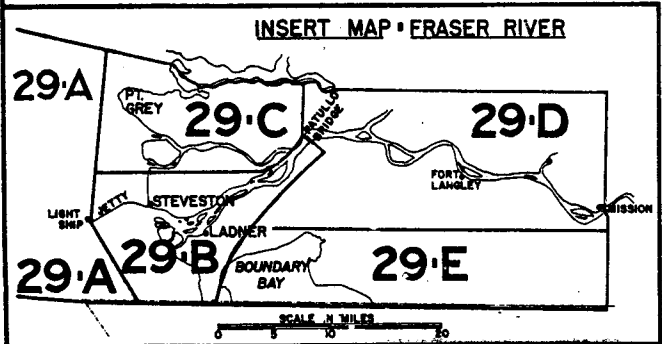 INSERT MAP • FRASER RIVER
29•A
PT.
GREY
29•C
PATULLO
BRIDGE
29•D
FORT
LANGLEY
MISSION
STEVESTON
JETTY
LIGHT
SHIP
LADNER
29•B
29•A
BOUNDARY
BAY
29•E
SCALE IN MILES
0 5 10 20